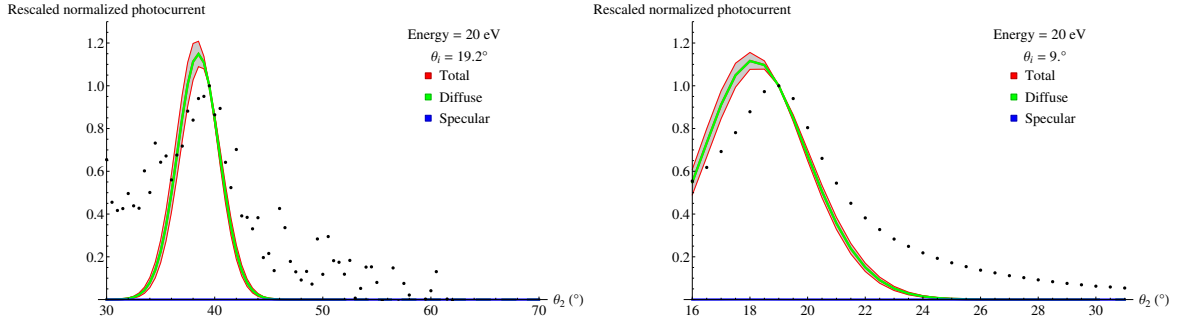 Rescaled normalized photocurrent
Energy = 20 eV
θi = 19.2°
Total
Diffuse
Specular
1.2
1.0
0.8
0.6
0.4
0.2
30 40 50 60 70
θ2 (°)
Rescaled normalized photocurrent
Energy = 20 eV
θi = 9.°
Total
Diffuse
Specular
1.2
1.0
0.8
0.6
0.4
0.2
16 18 20 22 24 26 28 30
θ2 (°)